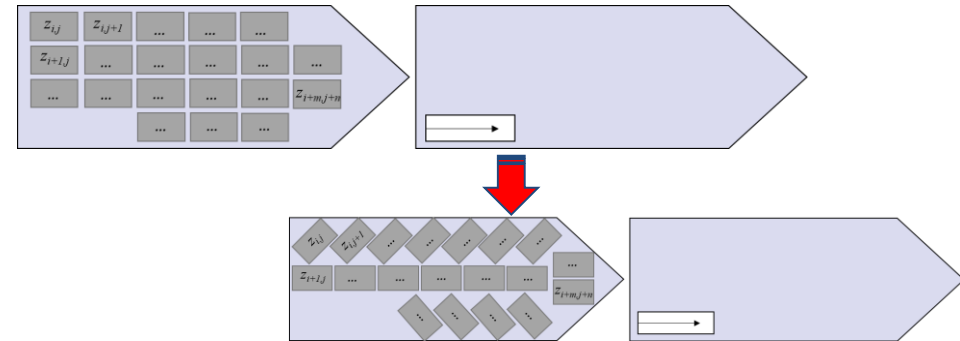 z_{i,j} z_{i,j+1} ... ... ...
z_{i+1,j} ... ... ... ... ...
... ... ... ... ... z_{i+m,j+n}
... ... ...
z_{i,j} z_{i,j+1} ... ... ... ... ...
...
z_{i+1,j} ... ... ... ... ...
z_{i+m,j+n}
... ... ... ...